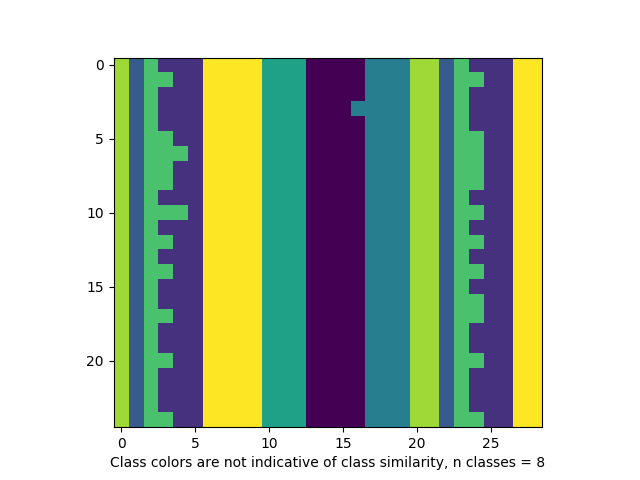 0
5
10
15
20
0 5 10 15 20 25
Class colors are not indicative of class similarity, n classes = 8